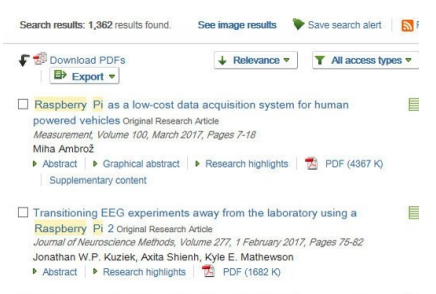 Search results: 1,362 results found. See image results Save search alert
Download PDFs
Export Relevance All access types
Raspberry Pi as a low-cost data acquisition system for human
powered vehicles Original Research Article
Measurement, Volume 100, March 2017, Pages 7-18
Miha Ambrož
Abstract Graphical abstract Research highlights PDF (4367 K)
Supplementary content
Transitioning EEG experiments away from the laboratory using a
Raspberry Pi 2 Original Research Article
Journal of Neuroscience Methods, Volume 277, 1 February 2017, Pages 75-82
Jonathan W.P. Kuziek, Axita Shienh, Kyle E. Mathewson
Abstract Research highlights PDF (1682 K)